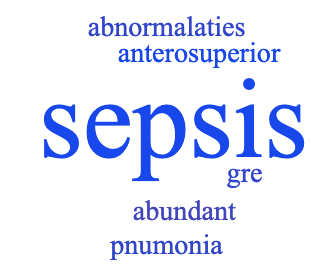 abnormalaties
anterosuperior
sepsis
gre
abundant
pnumonia